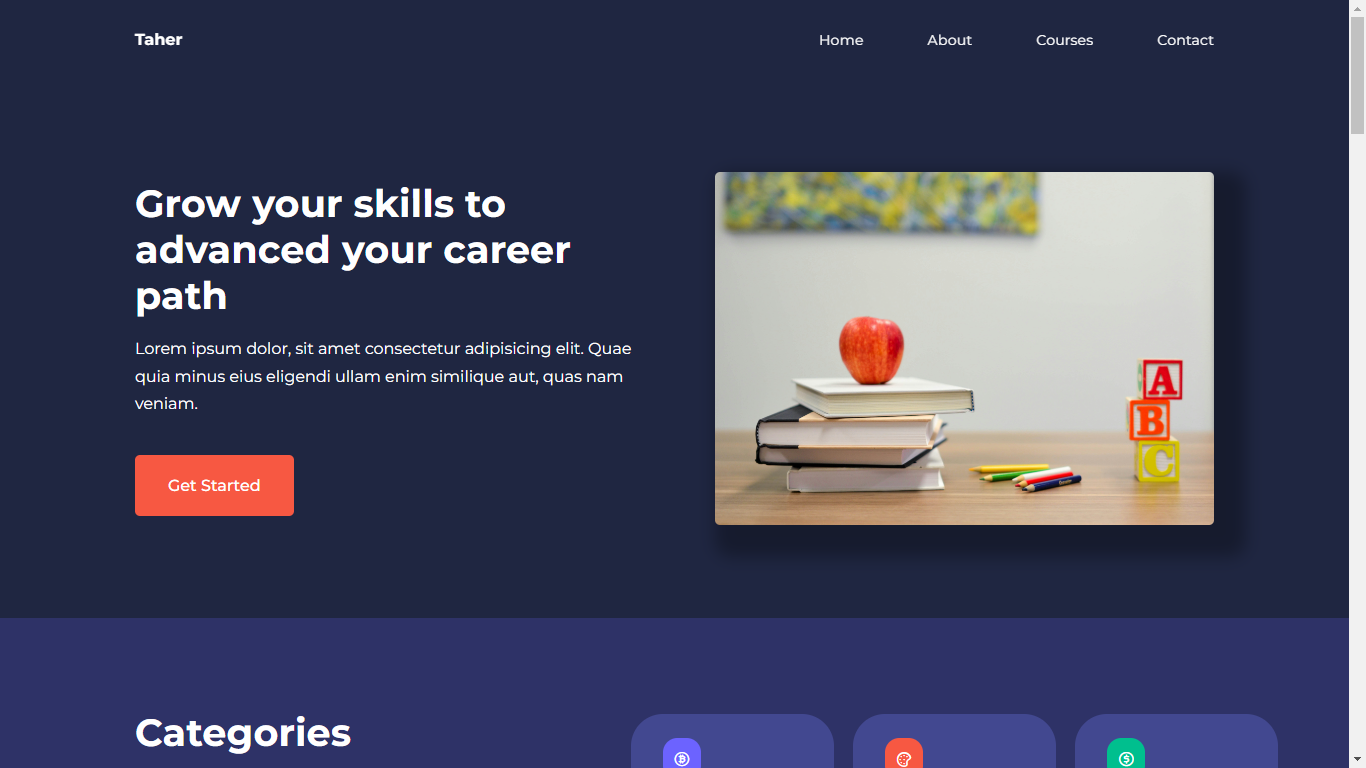 Taher
Home
About
Courses
Contact
Grow your skills to
advanced your career
path
Lorem ipsum dolor, sit amet consectetur adipisicing elit. Quae
quia minus eius eligendi ullam enim similique aut, quas nam
veniam.
Get Started
A
B
C
Categories